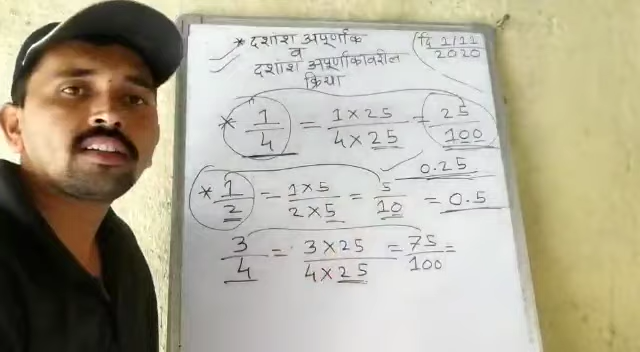 * दशांश अपूर्णांक
व
दशांश अपूर्णांकावरील
क्रिया
दि 1/11
2020
* 1/4 = 1×25/4×25 = 25/100
0.25
* 1/2 = 1×5/2×5 = 5/10 = 0.5
3/4 = 3×25/4×25 = 75/100 =